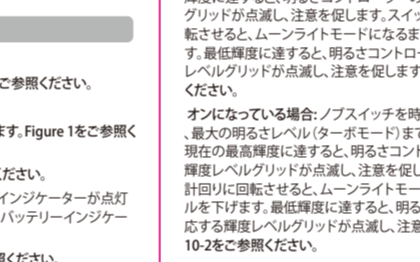 ご参照ください。
ます。Figure 1をご参照く
ください。
インジケーターが点灯
バッテリーインジケー
照ください。
輝度に達すると、明るさコントロー
グリッドが点滅し、注意を促します。スイッ
転させると、ムーンライトモードになるま
す。最低輝度に達すると、明るさコントロー
レベルグリッドが点滅し、注意を促します
ください。
オンになっている場合: ノブスイッチを時
、最大の明るさレベル（ターボモード）まで
現在の最高輝度に達すると、明るさコント
輝度レベルグリッドが点滅し、注意を促し
計回りに回転させると、ムーンライトモー
ルを下げます。最低輝度に達すると、明る
応する輝度レベルグリッドが点滅し、注意
10-2をご参照ください。